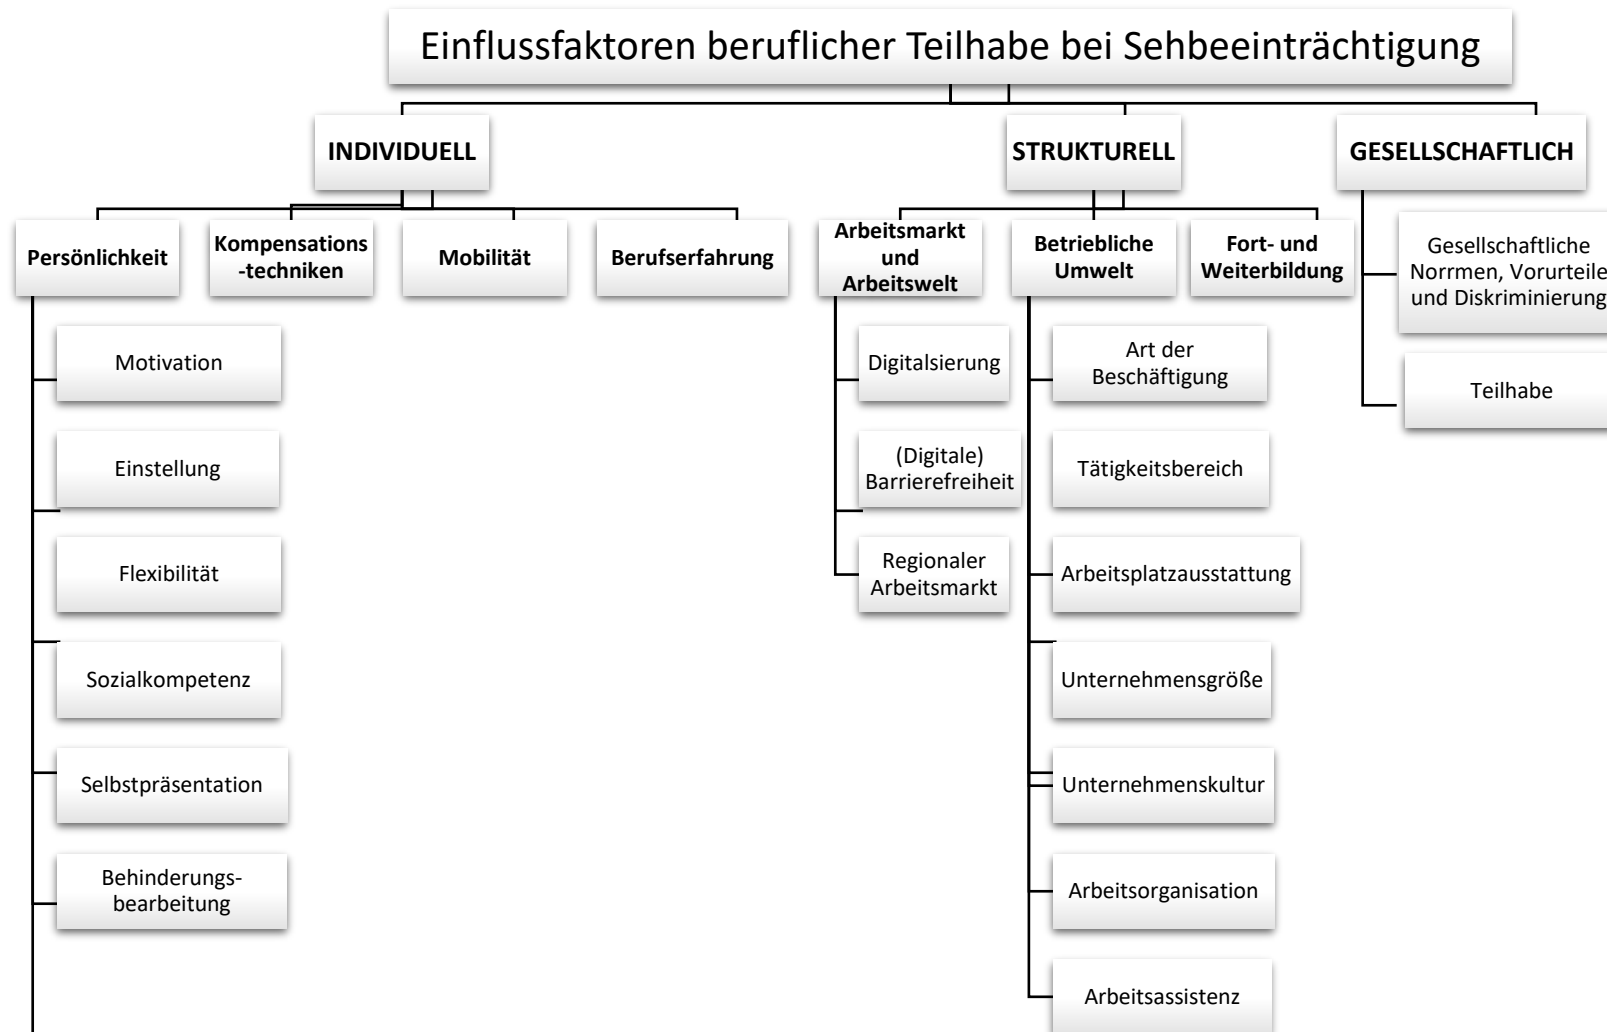 Einflussfaktoren beruflicher Teilhabe bei Sehbeeinträchtigung
INDIVIDUELL
STRUKTURELL
GESELLSCHAFTLICH
Persönlichkeit
Kompensations
-techniken
Mobilität
Berufserfahrung
Arbeitsmarkt
und
Arbeitswelt
Betriebliche
Umwelt
Fort- und
Weiterbildung
Gesellschaftliche
Norrmen, Vorurteile
und Diskriminierung
Teilhabe
Motivation
Einstellung
Flexibilität
Sozialkompetenz
Selbstpräsentation
Behinderungs-
bearbeitung
Digitalsierung
(Digitale)
Barrierefreiheit
Regionaler
Arbeitsmarkt
Art der
Beschäftigung
Tätigkeitsbereich
Arbeitsplatzausstattung
Unternehmensgröße
Unternehmenskultur
Arbeitsorganisation
Arbeitsassistenz